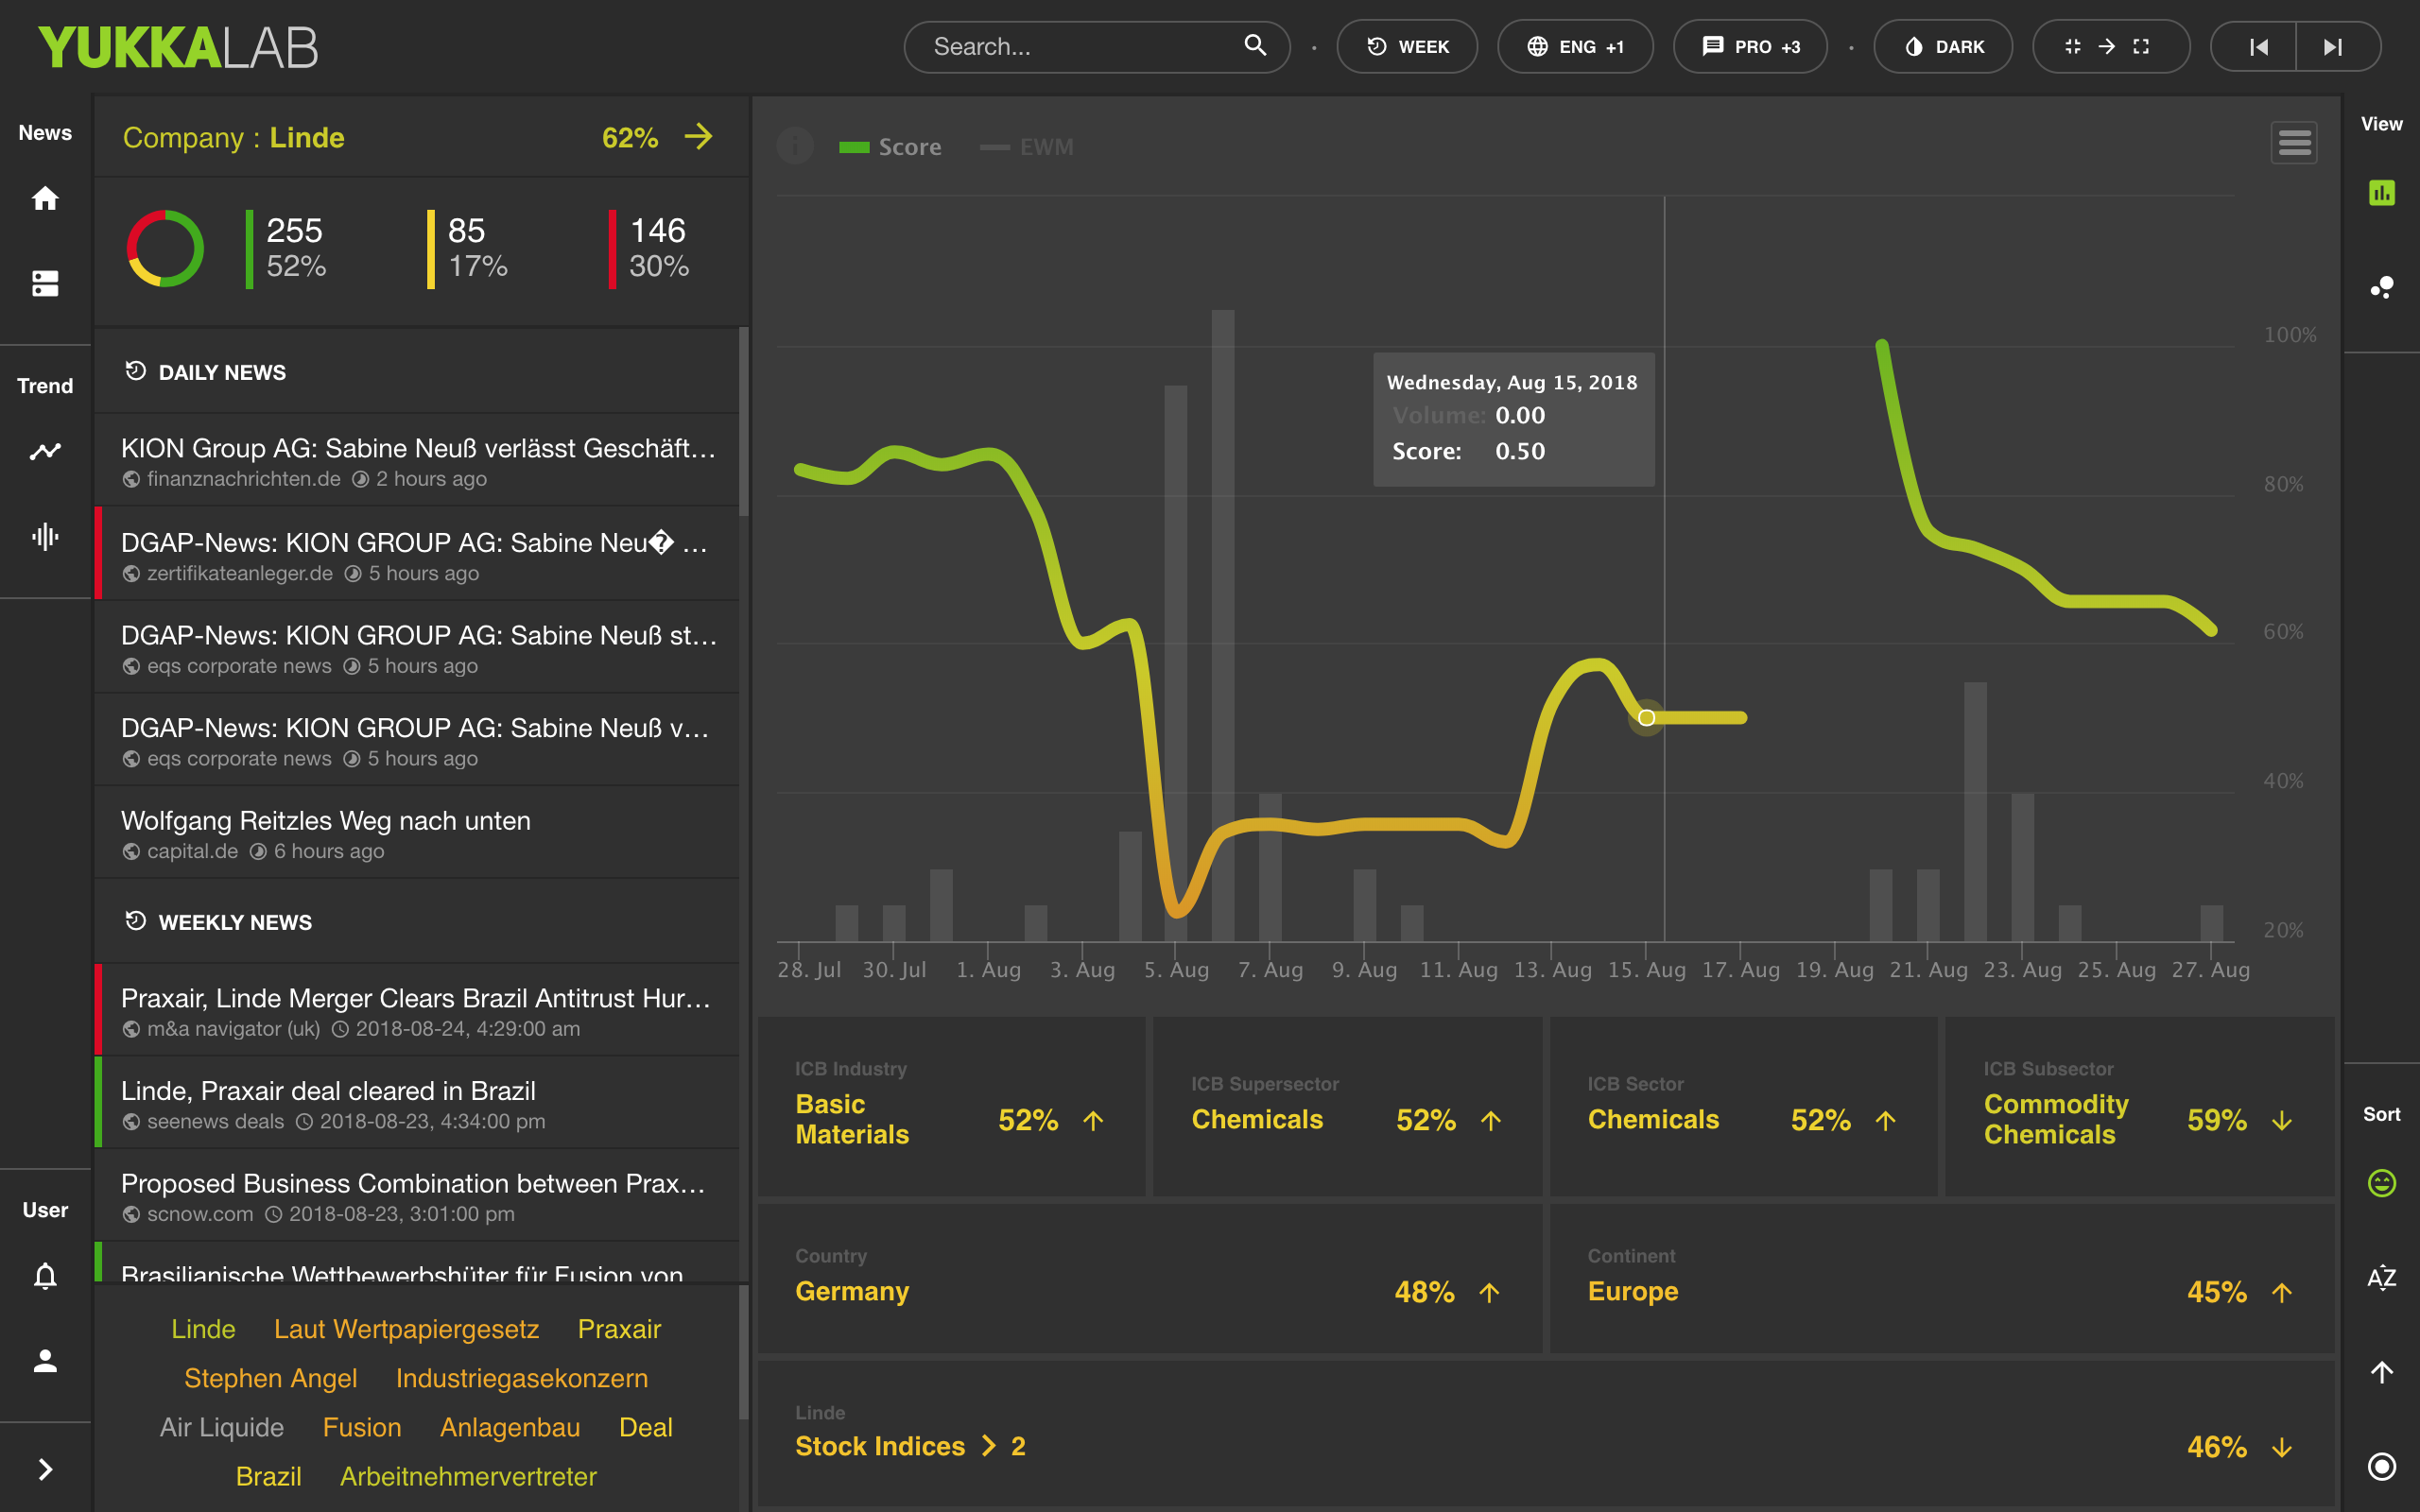 YUKKALAB
Search...
WEEK
ENG +1
PRO +3
DARK
News
Trend
User
Company : Linde 62%
255 85 146
52% 17% 30%
DAILY NEWS
KION Group AG: Sabine Neuß verlässt Geschäft...
finanznachrichten.de 2 hours ago
DGAP-News: KION GROUP AG: Sabine Neu� ...
zertifikateanleger.de 5 hours ago
DGAP-News: KION GROUP AG: Sabine Neuß st...
eqs corporate news 5 hours ago
DGAP-News: KION GROUP AG: Sabine Neuß v...
eqs corporate news 5 hours ago
Wolfgang Reitzles Weg nach unten
capital.de 6 hours ago
WEEKLY NEWS
Praxair, Linde Merger Clears Brazil Antitrust Hur...
m&a navigator (uk) 2018-08-24, 4:29:00 am
Linde, Praxair deal cleared in Brazil
seenews deals 2018-08-23, 4:34:00 pm
Proposed Business Combination between Prax...
scnow.com 2018-08-23, 3:01:00 pm
Brasilianische Wettbewerbshüter für Fusion von
Linde Laut Wertpapiergesetz Praxair
Stephen Angel Industriegasekonzern
Air Liquide Fusion Anlagenbau Deal
Brazil Arbeitnehmervertreter
Score EWM
Wednesday, Aug 15, 2018
Volume: 0.00
Score: 0.50
100%
80%
60%
40%
20%
28. Jul 30. Jul 1. Aug 3. Aug 5. Aug 7. Aug 9. Aug 11. Aug 13. Aug 15. Aug 17. Aug 19. Aug 21. Aug 23. Aug 25. Aug 27. Aug
ICB Industry
Basic
Materials
52%
ICB Supersector
Chemicals 52%
ICB Sector
Chemicals 52%
ICB Subsector
Commodity
Chemicals
59%
Country
Germany 48%
Continent
Europe 45%
Linde
Stock Indices > 2 46%
View
Sort
AZ